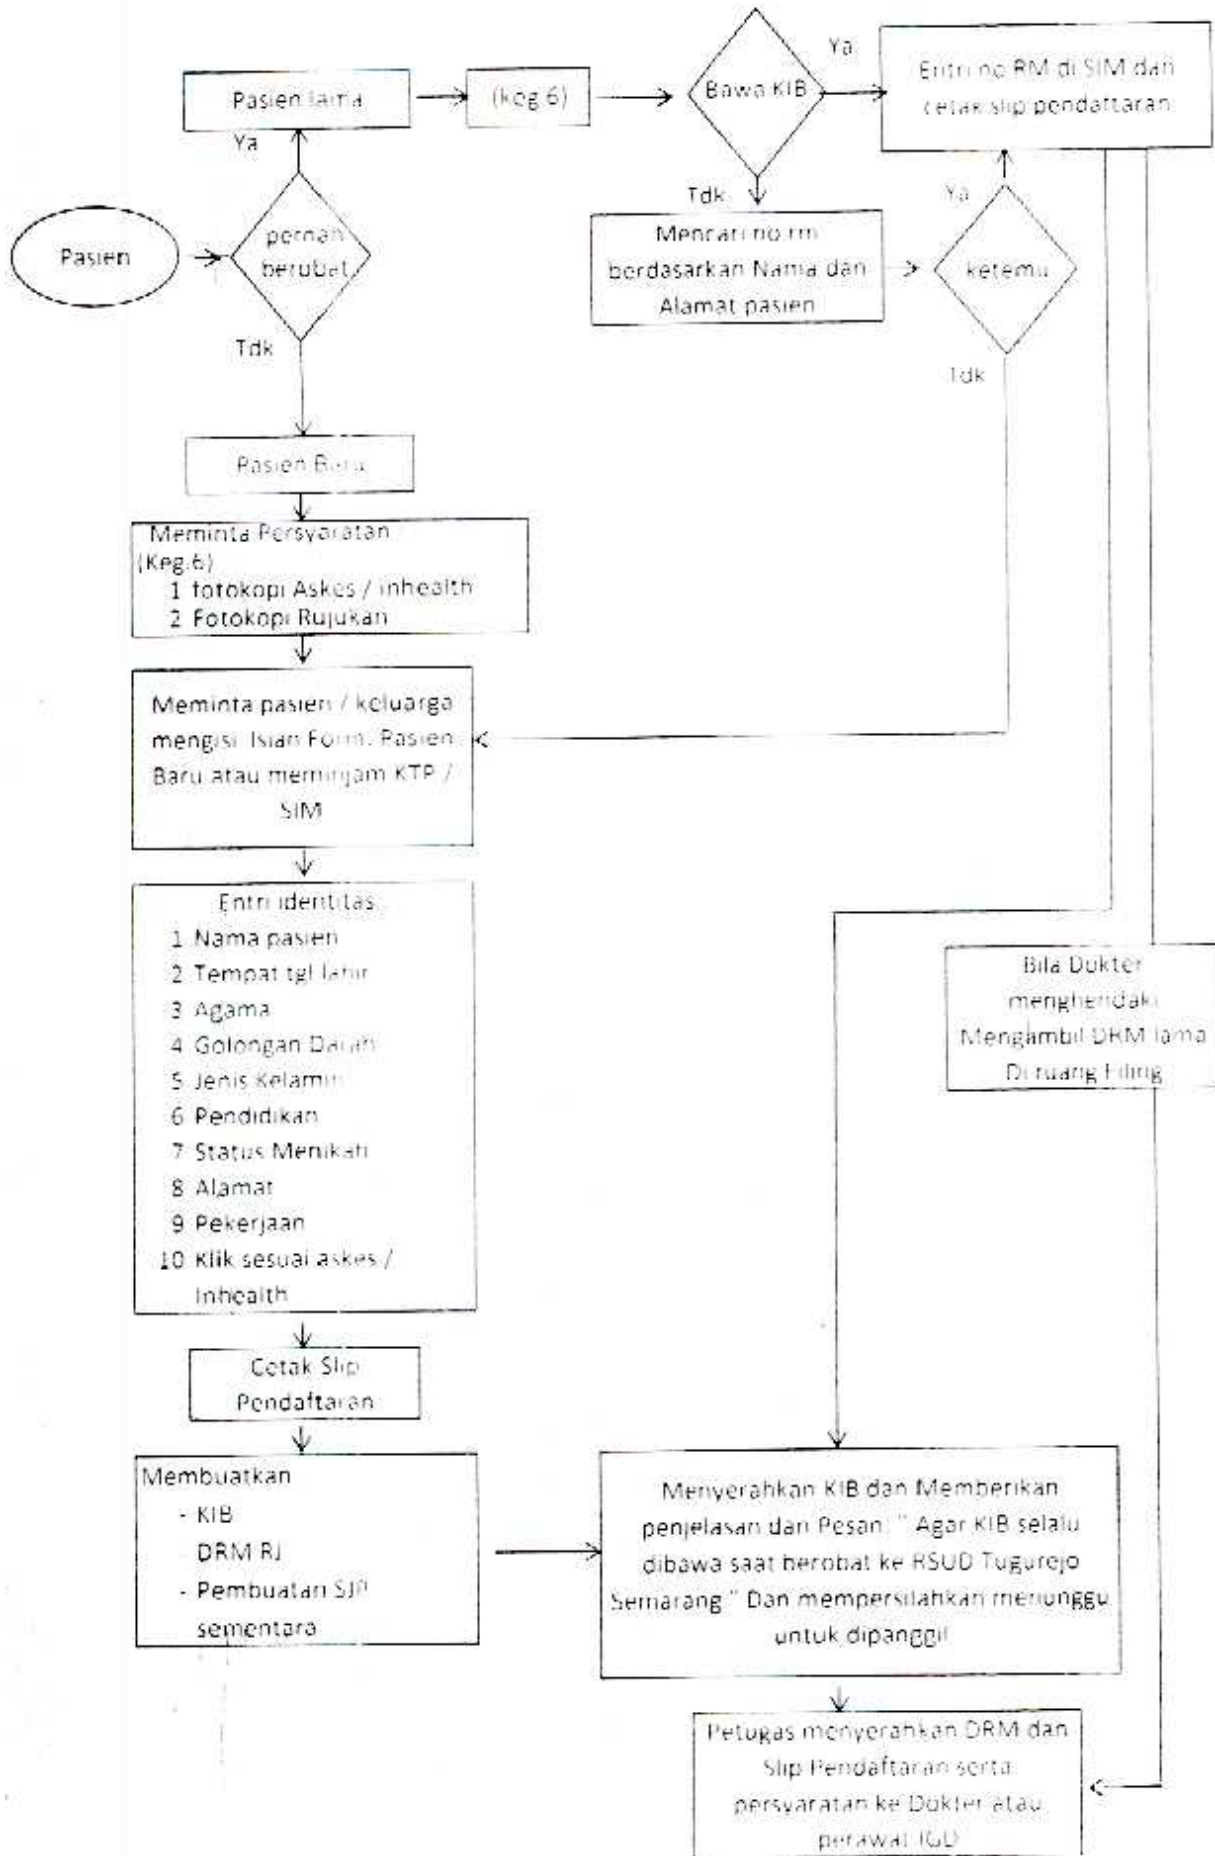 Pasien
pernah
berobat
Ya
Pasien lama
(keg 6)
Bawa KIB
Ya
Entri no RM di SIM dan
cetak slip pendaftaran
Tdk
Mencari no rm
berdasarkan Nama dan
Alamat pasien
ketemu
Ya
Tdk
Tdk
Pasien Baru
Meminta Persyaratan
(Keg.6)
1 fotokopi Askes / inhealth
2 Fotokopi Rujukan
Meminta pasien / keluarga
mengisi Isian Form. Pasien
Baru atau meminjam KTP /
SIM
Entri identitas
1 Nama pasien
2 Tempat tgl lahir
3 Agama
4 Golongan Darah
5 Jenis Kelamin
6 Pendidikan
7 Status Menikah
8 Alamat
9 Pekerjaan
10 Klik sesuai askes /
Inhealth
Cetak Slip
Pendaftaran
Membuatkan
- KIB
- DRM RJ
- Pembuatan SJP
sementara
Bila Dokter
menghendaki
Mengambil DRM lama
Di ruang Filing
Menyerahkan KIB dan Memberikan
penjelasan dan Pesan: " Agar KIB selalu
dibawa saat berobat ke RSUD Tugurejo
Semarang " Dan mempersilahkan menunggu
untuk dipanggil
Petugas menyerahkan DRM dan
Slip Pendaftaran serta
persyaratan ke Dokter atau
perawat IGD